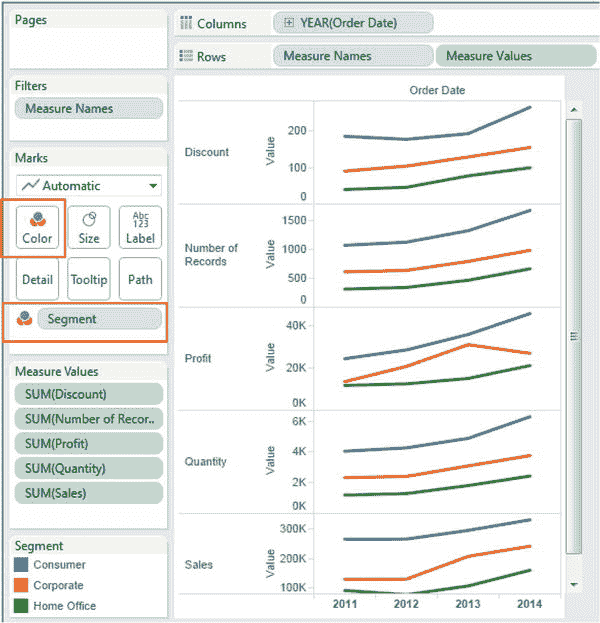 Pages
Columns
YEAR(Order Date)
Rows
Measure Names
Measure Values
Filters
Measure Names
Marks
Automatic
Color
Size
Abc
123
Label
Detail
Tooltip
Path
Segment
Measure Values
SUM(Discount)
SUM(Number of Recor..
SUM(Profit)
SUM(Quantity)
SUM(Sales)
Segment
Consumer
Corporate
Home Office
Order Date
Discount
Value
200
100
0
Number of
Records
Value
1500
1000
500
0
Profit
Value
40K
20K
0K
Quantity
Value
6K
4K
2K
0K
Sales
Value
300K
200K
100K
2011
2012
2013
2014